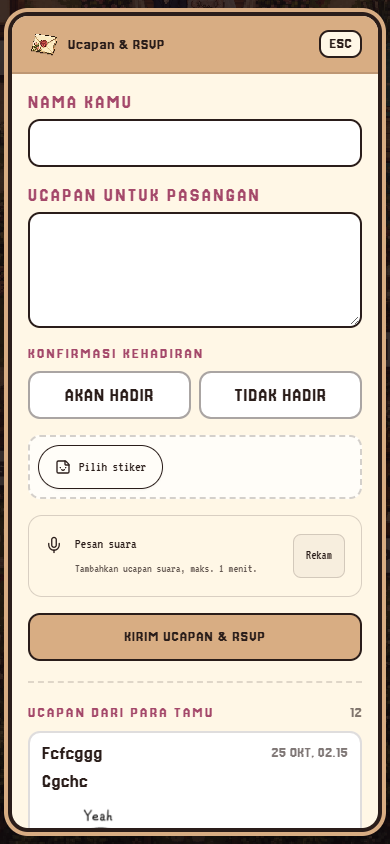 Ucapan & RSVP
ESC
NAMA KAMU
UCAPAN UNTUK PASANGAN
KONFIRMASI KEHADIRAN
AKAN HADIR
TIDAK HADIR
Pilih stiker
Pesan suara
Tambahkan ucapan suara, maks. 1 menit.
Rekam
KIRIM UCAPAN & RSVP
UCAPAN DARI PARA TAMU
12
Fcfcggg
25 OKT, 02.15
Cgchc
Yeah